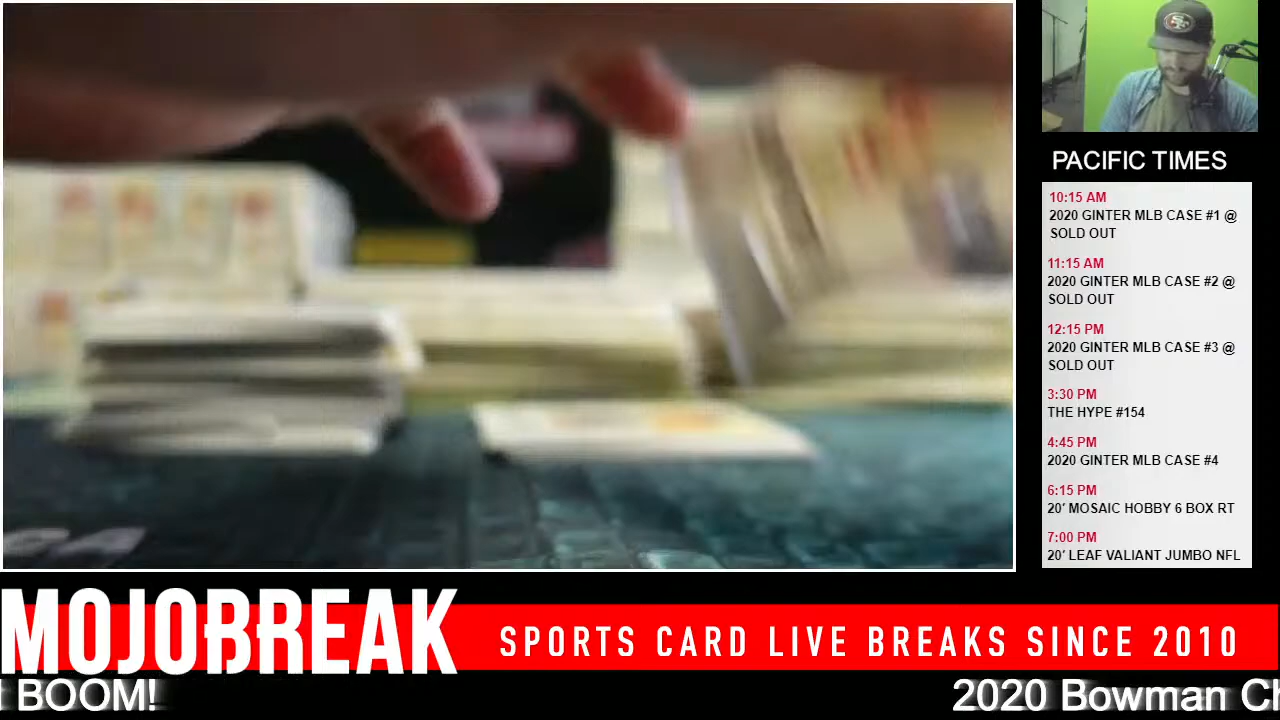 PACIFIC TIMES
10:15 AM
2020 GINTER MLB CASE #1 @
SOLD OUT
11:15 AM
2020 GINTER MLB CASE #2 @
SOLD OUT
12:15 PM
2020 GINTER MLB CASE #3 @
SOLD OUT
3:30 PM
THE HYPE #154
4:45 PM
2020 GINTER MLB CASE #4
6:15 PM
20' MOSAIC HOBBY 6 BOX RT
7:00 PM
20' LEAF VALIANT JUMBO NFL
MOJOBREAK
SPORTS CARD LIVE BREAKS SINCE 2010
BOOM! 2020 Bowman